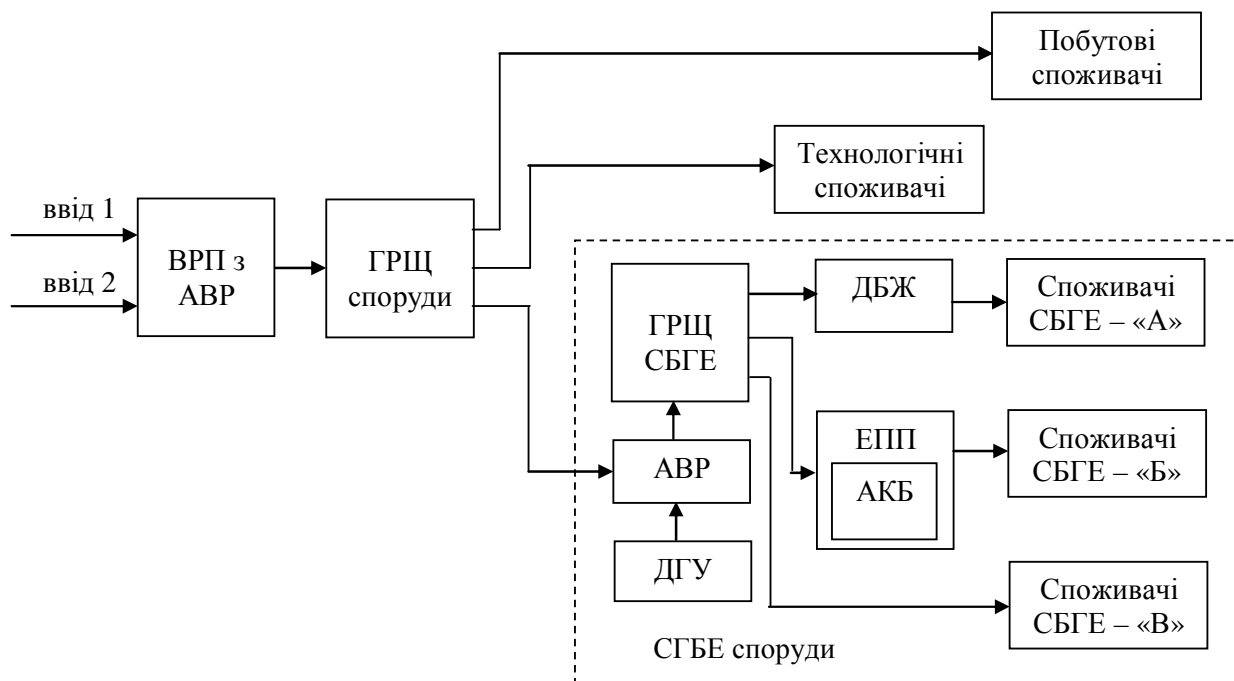 Побутові
споживачі
Технологічні
споживачі
ввід 1
ввід 2
ВРП з
АВР
ГРЩ
споруди
ГРЩ
СБГЕ
ДБЖ
Споживачі
СБГЕ – «А»
ЕПП
АКБ
Споживачі
СБГЕ – «Б»
АВР
ДГУ
Споживачі
СБГЕ – «В»
СГБЕ споруди